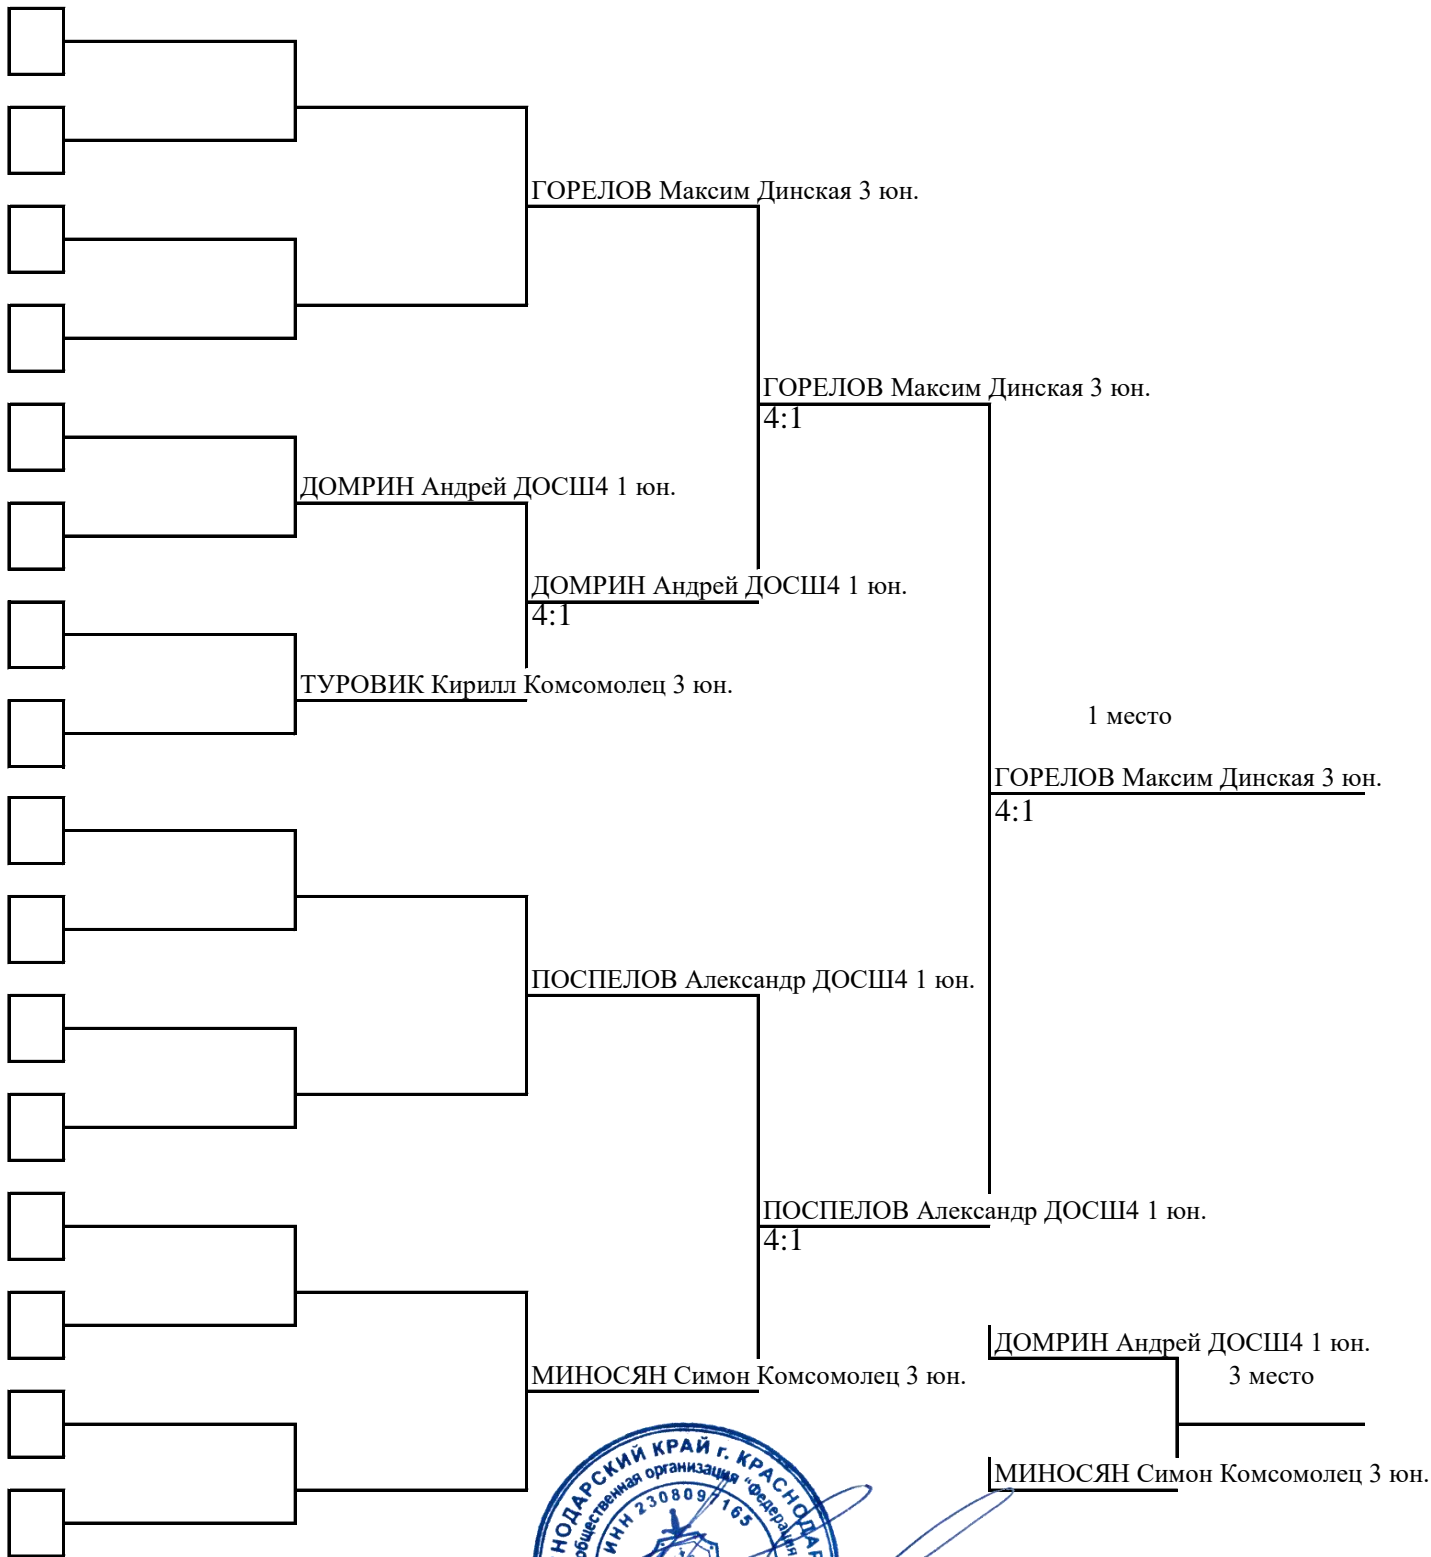 ГОРЕЛОВ Максим Динская 3 юн.
ГОРЕЛОВ Максим Динская 3 юн.
4:1
ДОМРИН Андрей ДОСШ4 1 юн.
ДОМРИН Андрей ДОСШ4 1 юн.
4:1
ТУРОВИК Кирилл Комсомолец 3 юн.
1 место
ГОРЕЛОВ Максим Динская 3 юн.
4:1
ПОСПЕЛОВ Александр ДОСШ4 1 юн.
ПОСПЕЛОВ Александр ДОСШ4 1 юн.
4:1
ДОМРИН Андрей ДОСШ4 1 юн.
МИНОСЯН Симон Комсомолец 3 юн.
3 место
МИНОСЯН Симон Комсомолец 3 юн.
КРАЙ г.
общественная организация "Федерация
ИНН 2308097165